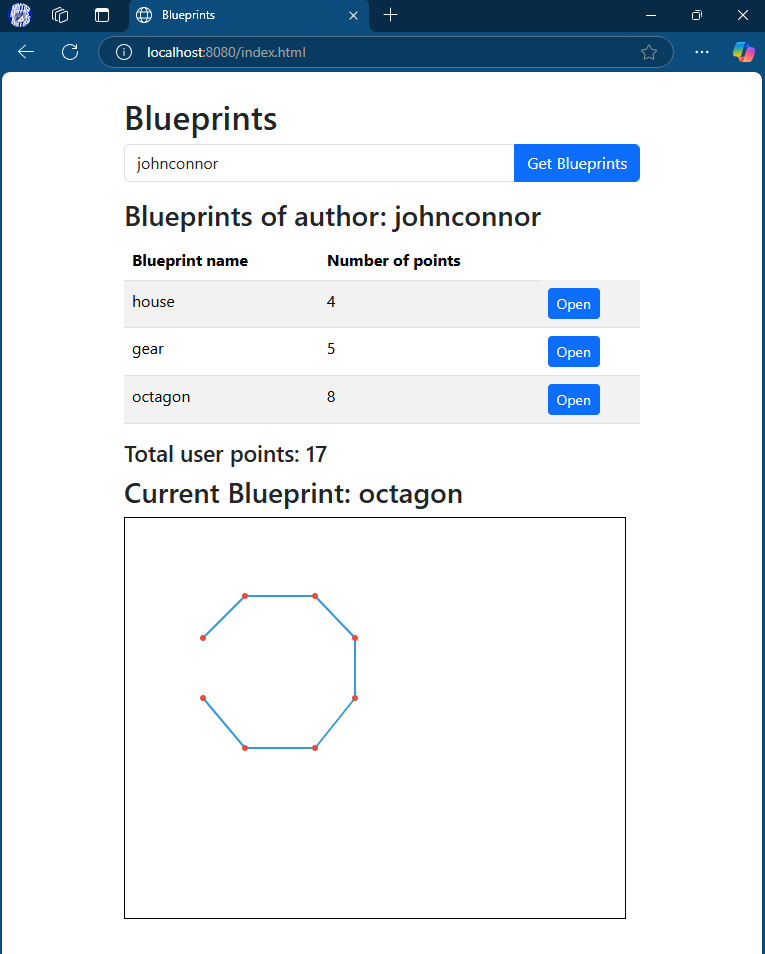 Blueprints
localhost:8080/index.html
Blueprints
johnconnor Get Blueprints
Blueprints of author: johnconnor
Blueprint name Number of points
house 4 Open
gear 5 Open
octagon 8 Open
Total user points: 17
Current Blueprint: octagon